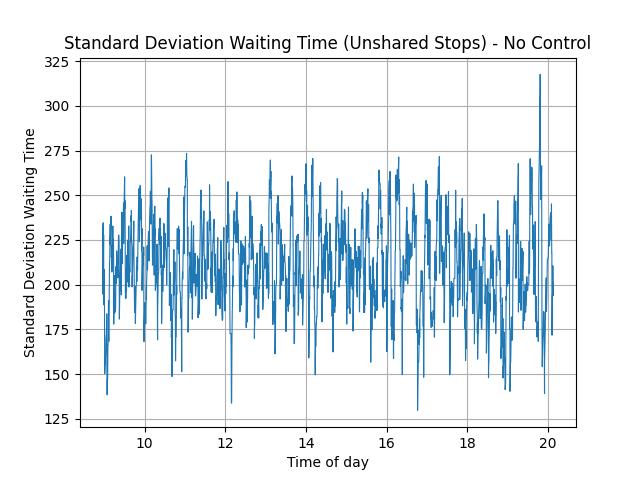 Standard Deviation Waiting Time (Unshared Stops) - No Control
325
300
275
250
225
200
175
150
125
Standard Deviation Waiting Time
10 12 14 16 18 20
Time of day